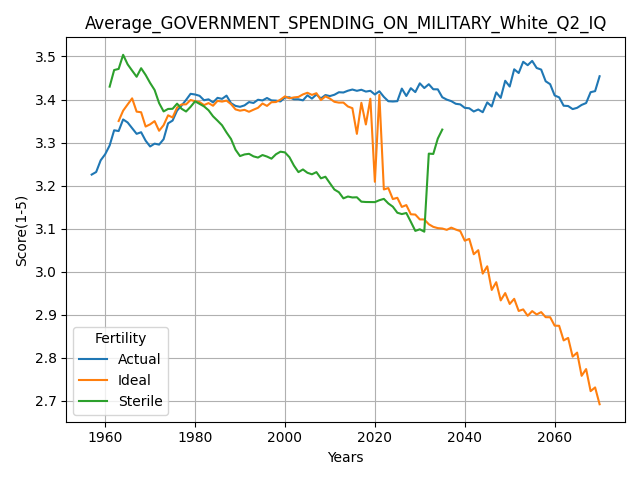 Average_GOVERNMENT_SPENDING_ON_MILITARY_White_Q2_IQ
Score(1-5)
3.5
3.4
3.3
3.2
3.1
3.0
2.9
2.8
2.7
Fertility
Actual
Ideal
Sterile
1960 1980 2000 2020 2040 2060
Years